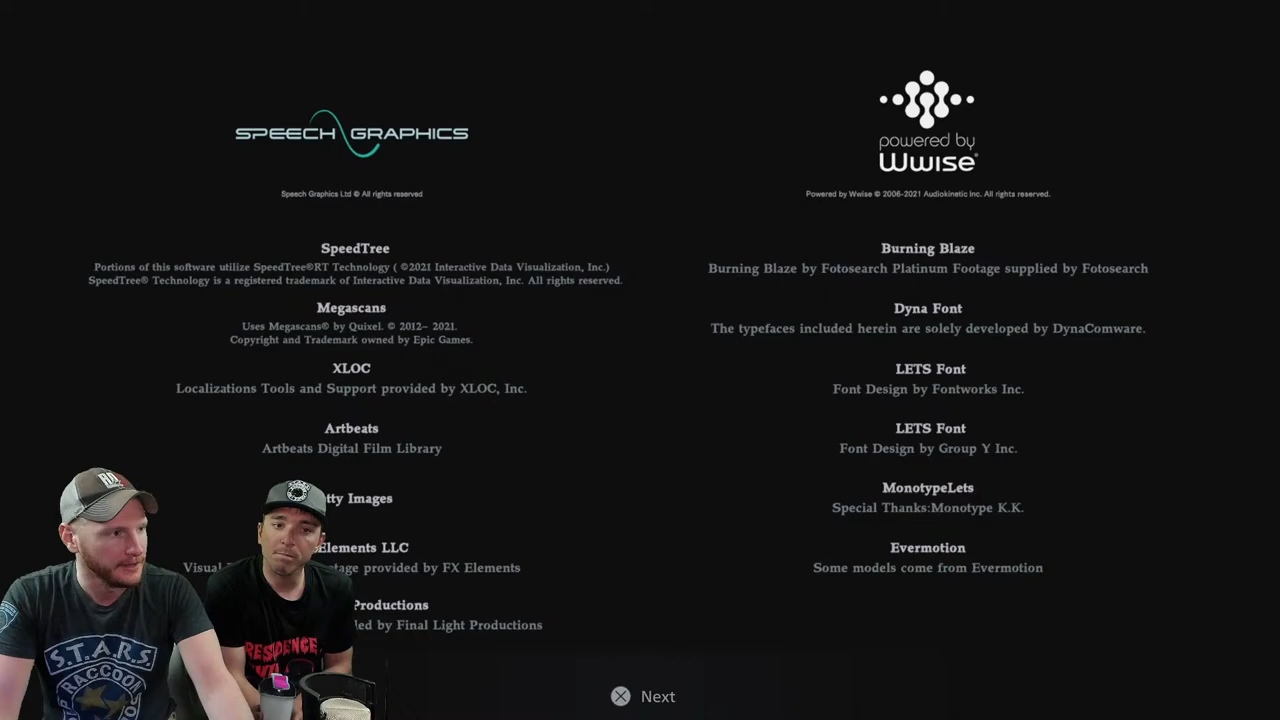 SPEECH GRAPHICS
Speech Graphics Ltd © All rights reserved
SpeedTree
Portions of this software utilize SpeedTree®RT Technology ( ©2021 Interactive Data Visualization, Inc.)
SpeedTree® Technology is a registered trademark of Interactive Data Visualization, Inc. All rights reserved.
Megascans
Uses Megascans® by Quixel. © 2012– 2021.
Copyright and Trademark owned by Epic Games.
XLOC
Localizations Tools and Support provided by XLOC, Inc.
Artbeats
Artbeats Digital Film Library
tty Images
Elements LLC
Visual
tage provided by FX Elements
Productions
led by Final Light Productions
powered by
Wwise®
Powered by Wwise © 2006-2021 Audiokinetic Inc. All rights reserved.
Burning Blaze
Burning Blaze by Fotosearch Platinum Footage supplied by Fotosearch
Dyna Font
The typefaces included herein are solely developed by DynaComware.
LETS Font
Font Design by Fontworks Inc.
LETS Font
Font Design by Group Y Inc.
MonotypeLets
Special Thanks:Monotype K.K.
Evermotion
Some models come from Evermotion
S.T.A.R.S.
RACCOON
RESIDENCE
Next